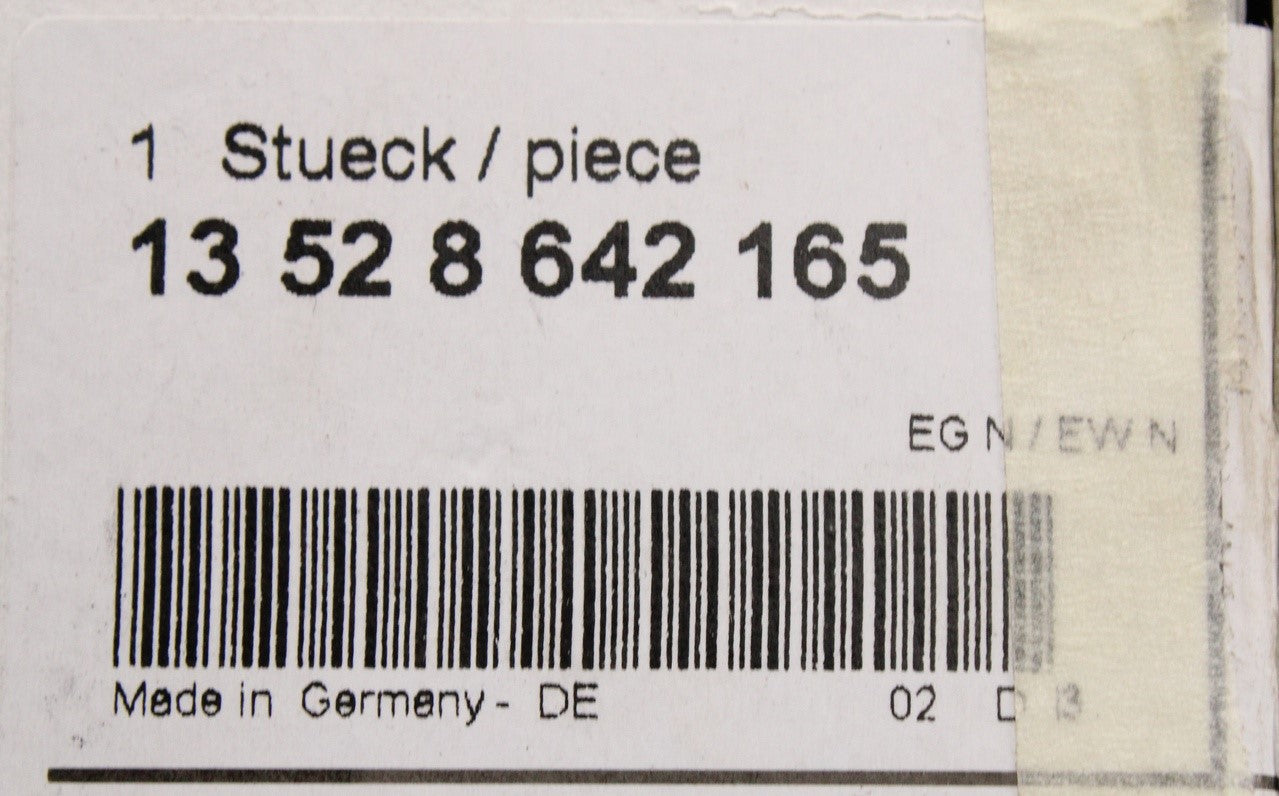 1 Stueck / piece
13 52 8 642 165
EG N / EW N
Made in Germany - DE
02 D